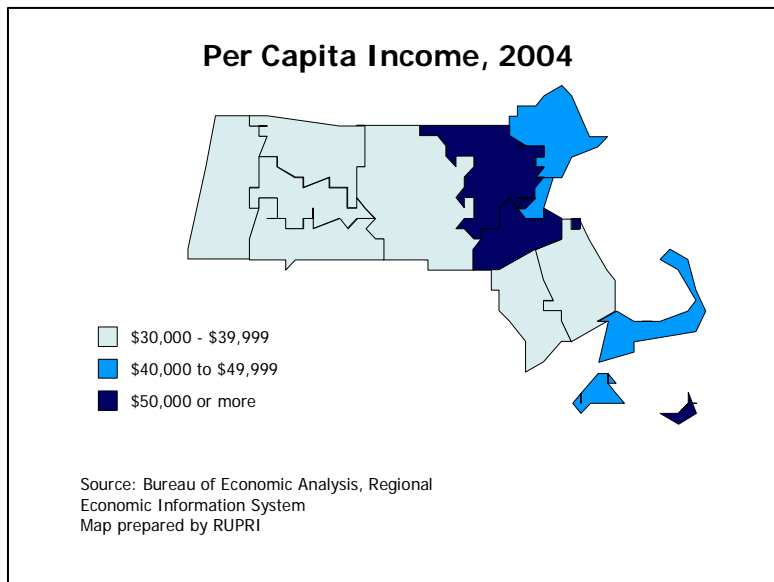 Per Capita Income, 2004
$30,000 - $39,999
$40,000 to $49,999
$50,000 or more
Source: Bureau of Economic Analysis, Regional
Economic Information System
Map prepared by RUPRI